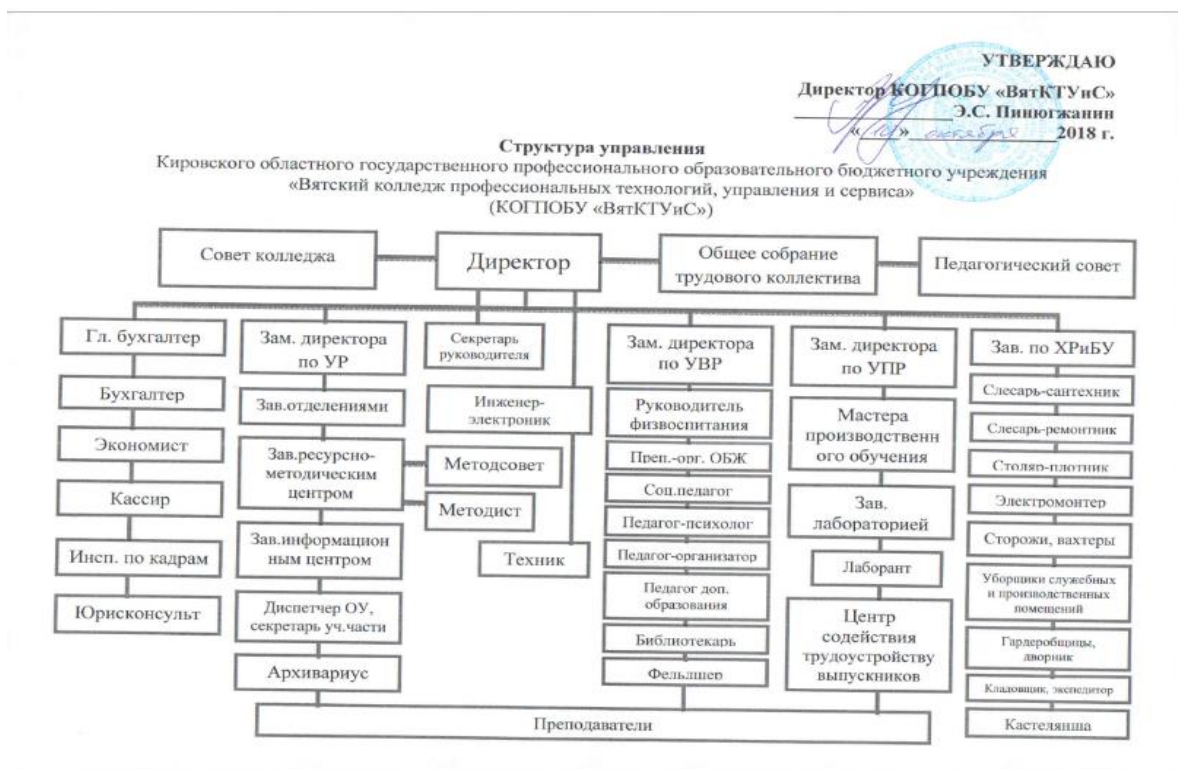 УТВЕРЖДАЮ
Директор КОГПОБУ «ВятКТУиС»
Э.С. Пинюгжанин
«10» октября 2018 г.
Структура управления
Кировского областного государственного профессионального образовательного бюджетного учреждения
«Вятский колледж профессиональных технологий, управления и сервиса»
(КОГПОБУ «ВятКТУиС»)
Совет колледжа
Директор
Общее собрание
трудового коллектива
Педагогический совет
Гл. бухгалтер
Бухгалтер
Экономист
Кассир
Инсп. по кадрам
Юрисконсульт
Зам. директора
по УР
Зав.отделениями
Зав.ресурсно-
методическим
центром
Зав.информацион
ным центром
Диспетчер ОУ,
секретарь уч.части
Архивариус
Секретарь
руководителя
Инженер-
электроник
Методсовет
Методист
Техник
Зам. директора
по УВР
Руководитель
физвоспитания
Преп.-орг. ОБЖ
Соц.педагог
Педагог-психолог
Педагог-организатор
Педагог доп.
образования
Библиотекарь
Фельдшер
Зам. директора
по УПР
Мастера
производственн
ого обучения
Зав.
лабораторией
Лаборант
Центр
содействия
трудоустройству
выпускников
Зав. по ХРиБУ
Слесарь-сантехник
Слесарь-ремонтник
Столяр-плотник
Электромонтер
Сторожи, вахтеры
Уборщики служебных
и производственных
помещений
Гардеробщицы,
дворник
Кладовщик, экспедитор
Кастелянша
Преподаватели